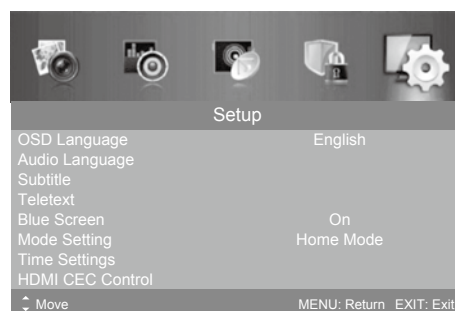 Setup
OSD Language English
Audio Language
Subtitle
Teletext
Blue Screen On
Mode Setting Home Mode
Time Settings
HDMI CEC Control
Move MENU: Return EXIT: Exit